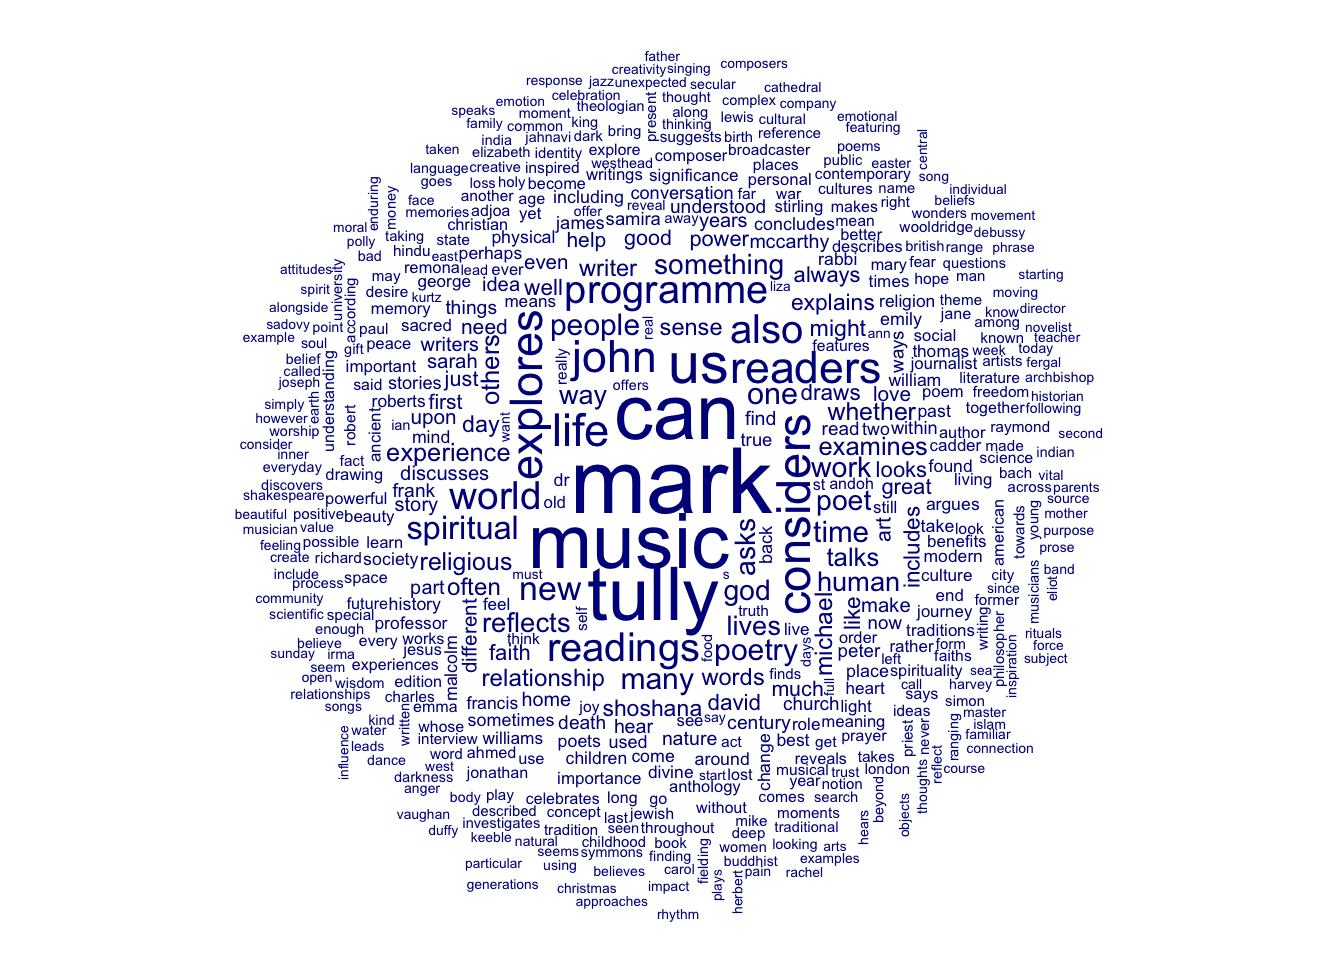 father
creativity singing composers
response jazz unexpected secular cathedral
emotion celebration theologian present thought complex company
speaks moment king along lewis cultural emotional
family common dark bring thinking reference featuring
india jahnavi suggests birth central
taken elizabeth identity explore composer broadcaster poems
language creative inspired westhead places public easter
goes loss holy become writings significance personal contemporary song
enduring money another age including conversation far war cultures name individual
face memories adjoa yet offer reveal understood stirling makes right beliefs
moral christian james samira away years concludes mean wonders movement
polly taking state physical help good power mccarthy better wooldridge debussy
bad hindu east perhaps describes british range phrase
attitudes university remona lead ever even writer something always rabbi mary fear questions
spirit may desire george idea well programme liza times hope man starting
alongside according kurtz memory things means explains religion theme moving
sadovy point paul sacred need explores people real sense also might ann emily jane know director
example soul peace writers others john us readers features ways social among novelist
belief gift important sarah really thomas known teacher
called said stories just way offers one draws love journalist week today
joseph earth understanding roberts first life can william artists fergal
simply robert ancient upon day want find considers whether past poem literature archbishop
however ian mind true read two within freedom historian
worship experience examines author together following
consider fact discusses mark work looks cadder raymond second
inner drawing dr st andoh found made science indian
everyday frank world old poet great living bach vital
discovers powerful story still argues across parents
shakespeare beauty spiritual music asks back time art includes take look american towards young source
beautiful positive learn talks benefits mother
musician value society religious modern purpose
feeling possible richard must s human culture city prose
create space part often new tully god since band
include process future history feel self truth michael like make end former musicians eliot
community special professor reflects lives live now journey
scientific enough every works different think readings food poetry days order traditions writing philosopher rituals
believe irma jesus faith peter rather form force
sunday seem experiences malcolm relationship many words finds left faiths inspiration subject
open wisdom edition full place spirituality sea
relationships charles francis home joy shoshana david much heart call harvey
songs emma church light says simon
kind written whose sometimes death hear see say century role meaning ideas master
influence water interview williams poets used nature act change best get prayer priest never ranging islam
leads word ahmed use children come around reveals takes familiar
dance west jonathan importance divine start lost musical trust london thoughts reflect connection
darkness anthology year notion course
anger body play celebrates long go comes search beyond
vaughan described concept last jewish without moments objects
duffy investigates tradition seen throughout mike traditional hears
keeble natural childhood book deep women looking arts
seems symmons finding fielding buddhist examples
particular using believes carol plays pain rachel
generations christmas impact herbert
approaches
rhythm